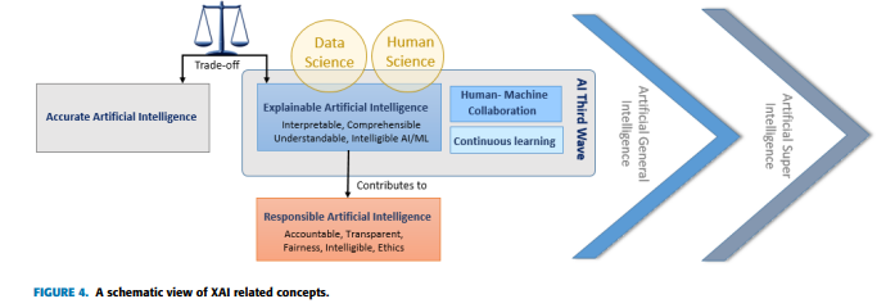 Data
Science
Human
Science
Trade-off
Accurate Artificial Intelligence
Explainable Artificial Intelligence
Interpretable, Comprehensible
Understandable, Intelligible AI/ML
Human- Machine
Collaboration
Continuous learning
AI Third Wave
Artificial General
Intelligence
Artificial Super
Intelligence
Contributes to
Responsible Artificial Intelligence
Accountable, Transparent,
Fairness, Intelligible, Ethics
FIGURE 4. A schematic view of XAI related concepts.